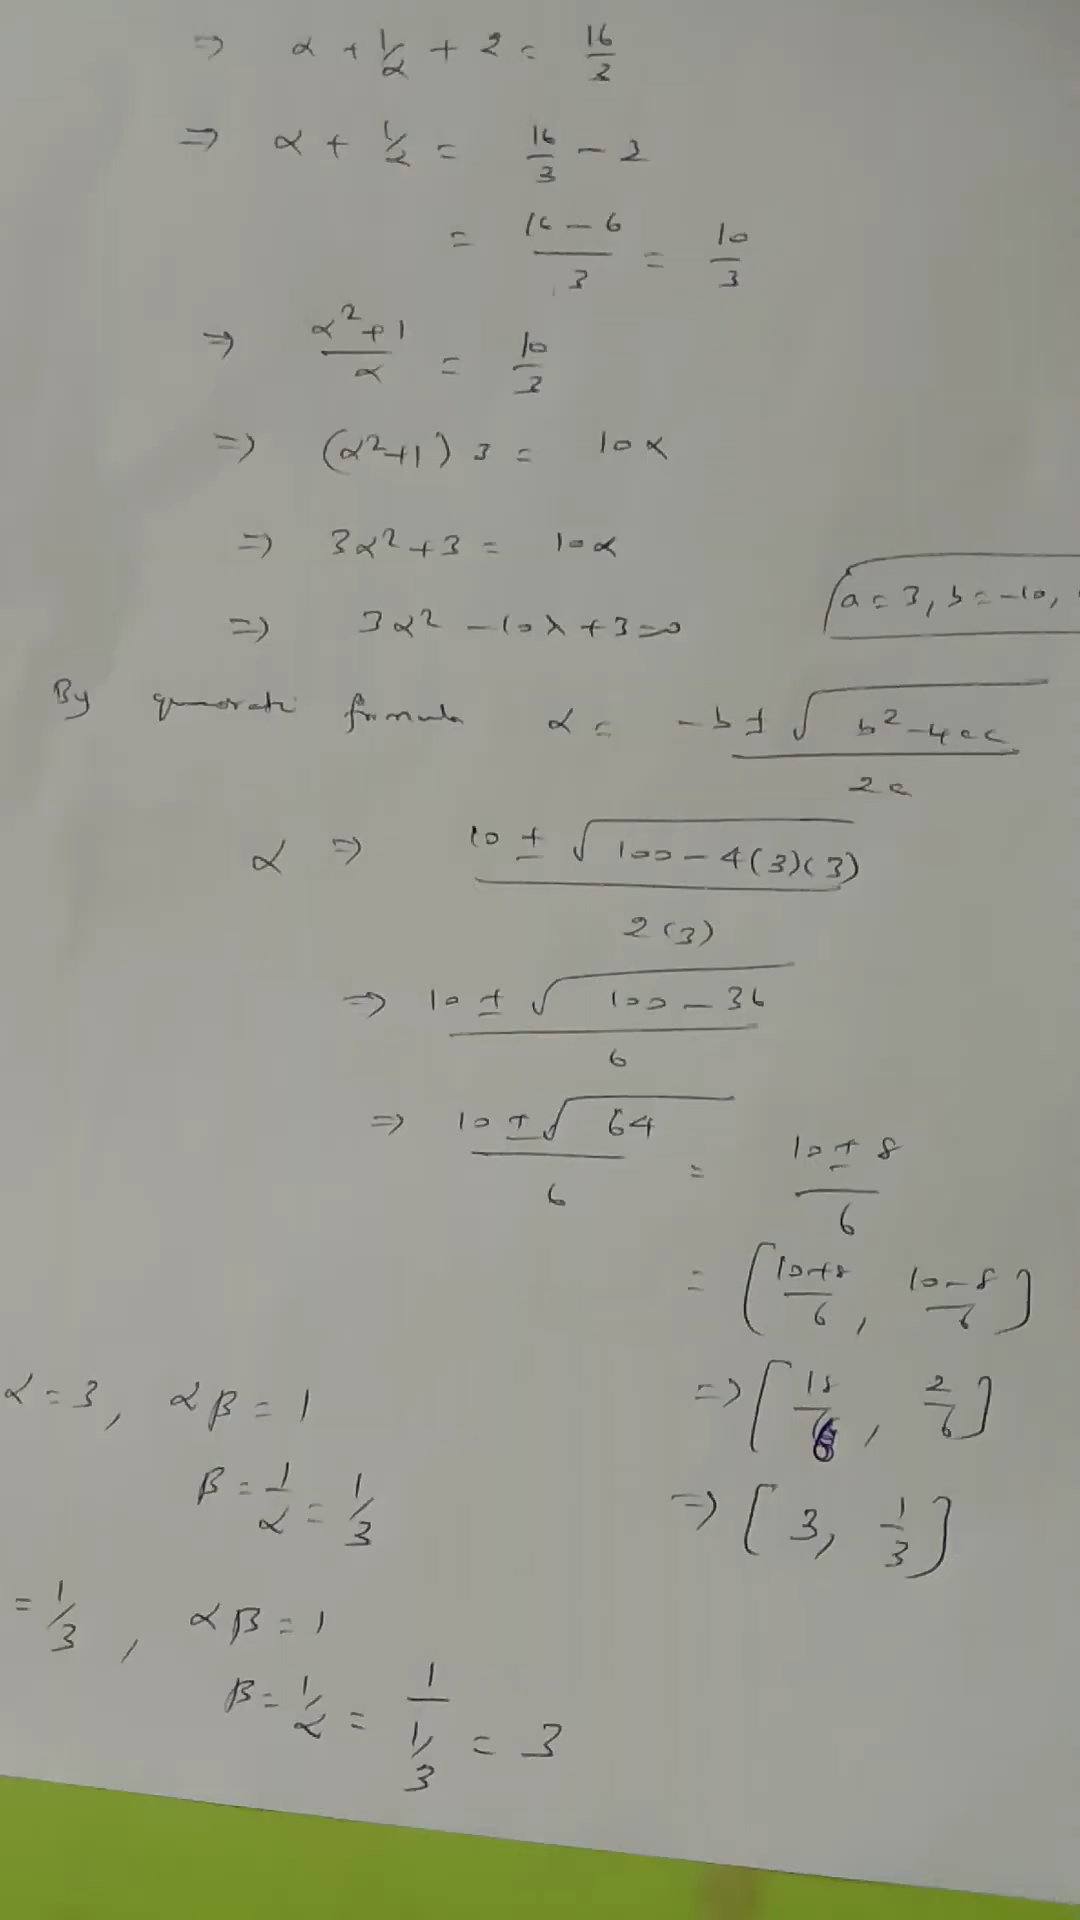 ⇒ α + 1/α + 2 = 16/3
⇒ α + 1/α = 16/3 - 2
= (16 - 6)/3 = 10/3
⇒ (α² + 1)/α = 10/3
⇒ (α²+1) 3 = 10α
⇒ 3α² + 3 = 10α
⇒ 3α² - 10α + 3 = 0
a = 3, b = -10,
By formula α = (-b ± √(b² - 4ac))/2a
α ⇒ (10 ± √(100 - 4(3)(3)))/2(3)
⇒ (10 ± √(100 - 36))/6
⇒ (10 ± √64)/6 = (10 ± 8)/6
= [(10+8)/6, (10-8)/6]
⇒ [18/6, 2/6]
⇒ [3, 1/3]
α = 3, αβ = 1
β = 1/α = 1/3
= 1/3, αβ = 1
β = 1/α = 1/(1/3) = 3